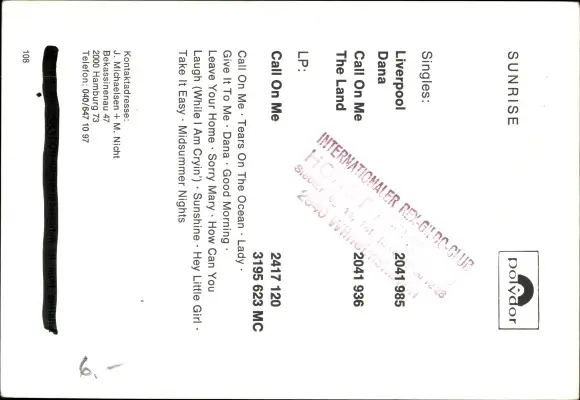 SUNRISE
polydor
Singles:
Liverpool 2041 985
Dana
Call On Me 2041 936
The Land
LP:
Call On Me 2417 120
3195 623 MC
Call On Me · Tears On The Ocean · Lady ·
Give It To Me · Dana · Good Morning ·
Leave Your Home · Sorry Mary · How Can You
Laugh (While I Am Cryin') · Sunshine · Hey Little Girl ·
Take It Easy · Midsummer Nights
Kontaktadresse:
J. Michaelsen + M. Nicht
Bekassinenau 47
2000 Hamburg 73
Telefon: 040/647 10 97
108
INTERNATIONALER REX-GILDO-CLUB
6.-